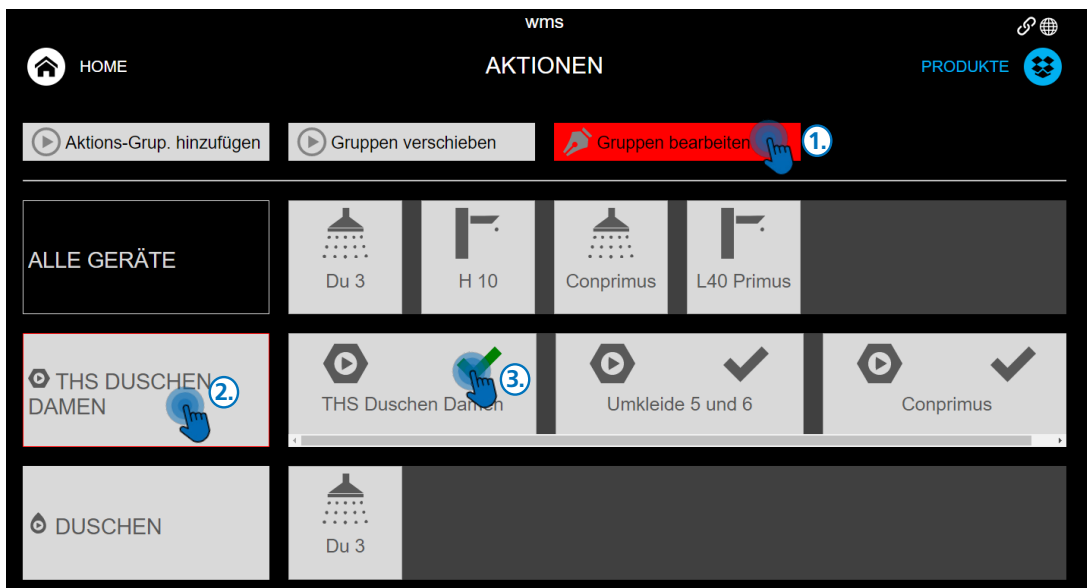 wms
HOME
AKTIONEN
PRODUKTE
Aktions-Grup. hinzufügen
Gruppen verschieben
Gruppen bearbeiten
1.
ALLE GERÄTE
Du 3
H 10
Conprimus
L40 Primus
THS DUSCHEN
DAMEN
2.
3.
THS Duschen Damen
Umkleide 5 und 6
Conprimus
DUSCHEN
Du 3